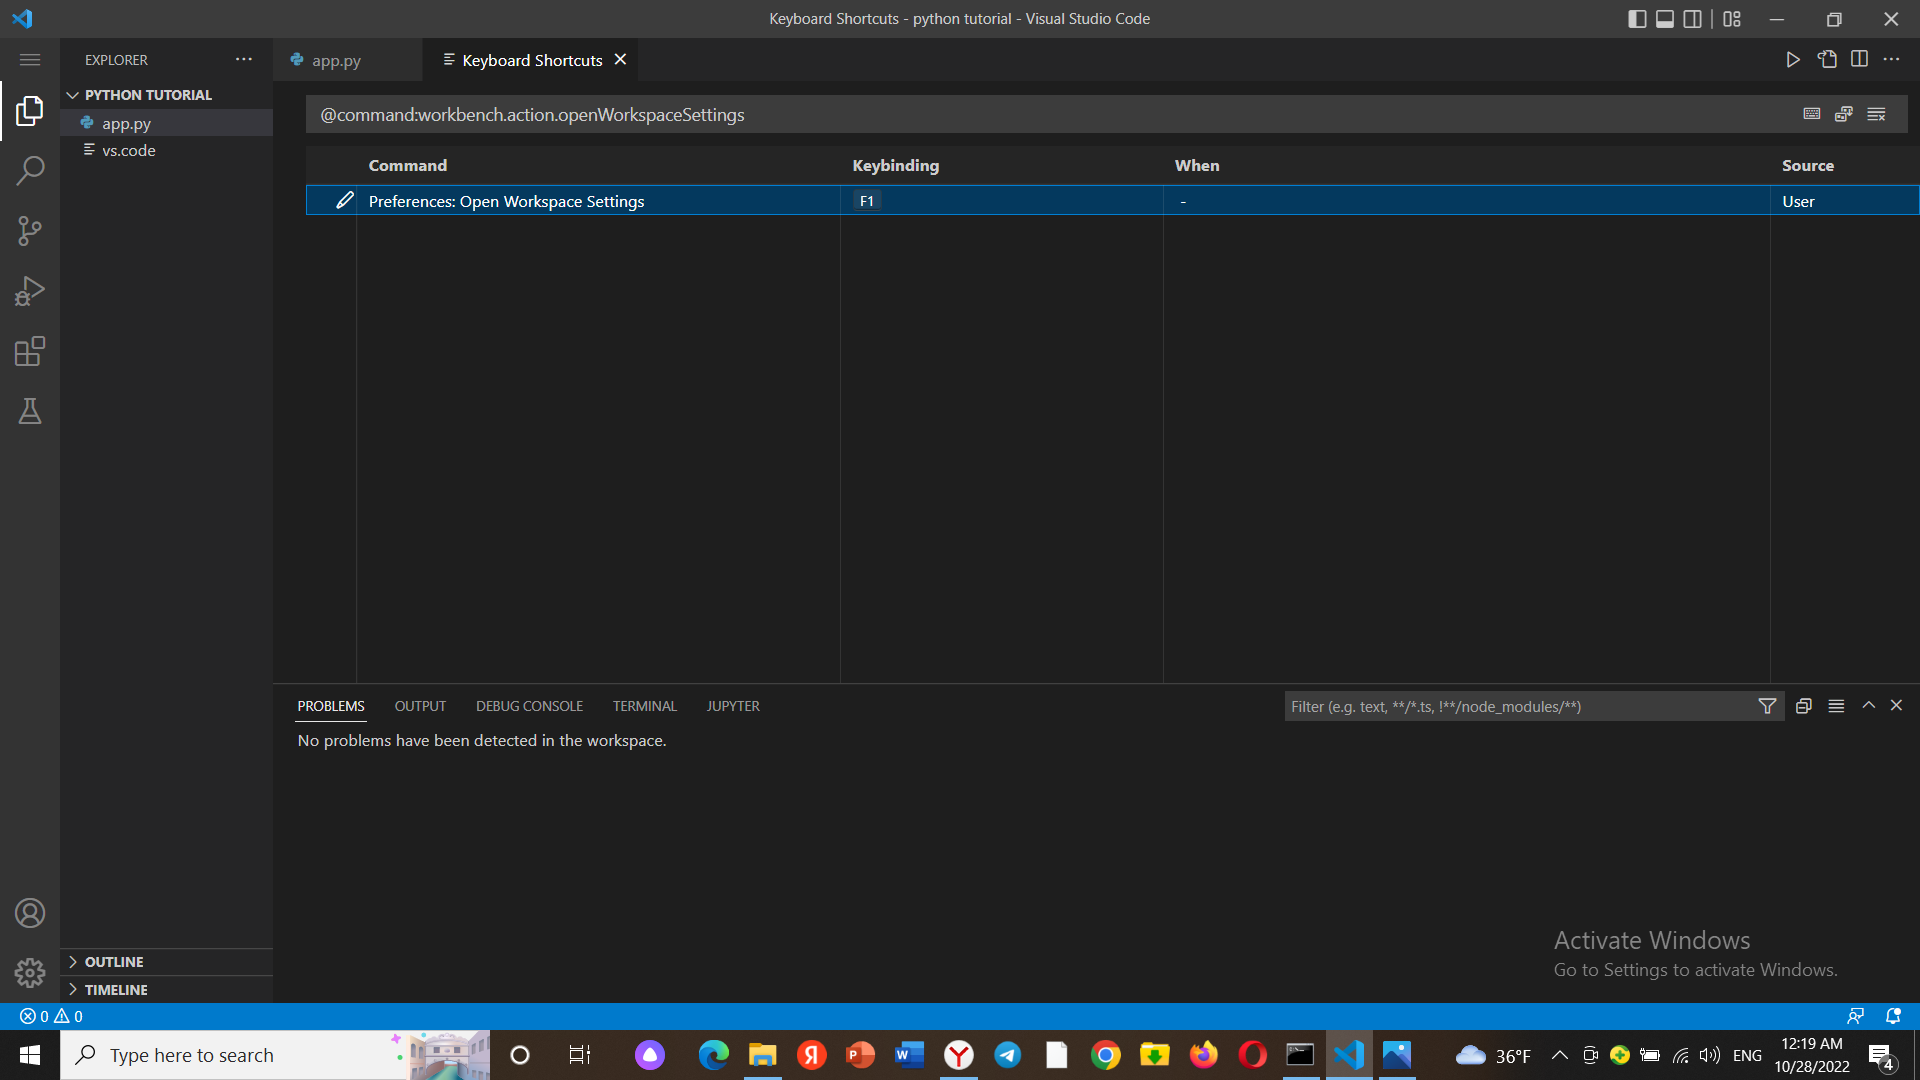 Keyboard Shortcuts - python tutorial - Visual Studio Code
EXPLORER
app.py
Keyboard Shortcuts
PYTHON TUTORIAL
app.py
vs.code
@command:workbench.action.openWorkspaceSettings
Command Keybinding When Source
Preferences: Open Workspace Settings F1 - User
PROBLEMS OUTPUT DEBUG CONSOLE TERMINAL JUPYTER
Filter (e.g. text, **/*.ts, !**/node_modules/**)
No problems have been detected in the workspace.
Activate Windows
Go to Settings to activate Windows.
OUTLINE
TIMELINE
0 0
Type here to search
36°F
ENG
12:19 AM
10/28/2022
4